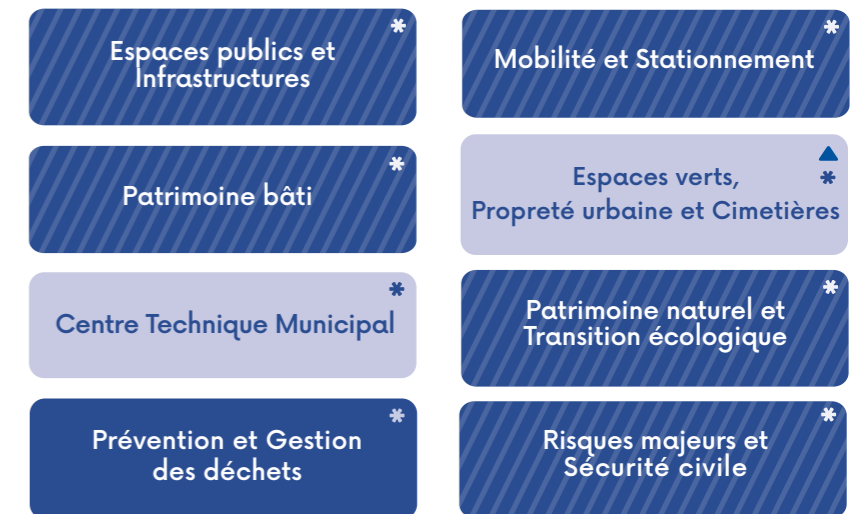 Espaces publics et
Infrastructures
*
Mobilité et Stationnement
*
Patrimoine bâti
*
Espaces verts,
Propreté urbaine et Cimetières
▲
*
Centre Technique Municipal
*
Patrimoine naturel et
Transition écologique
*
Prévention et Gestion
des déchets
*
Risques majeurs et
Sécurité civile
*